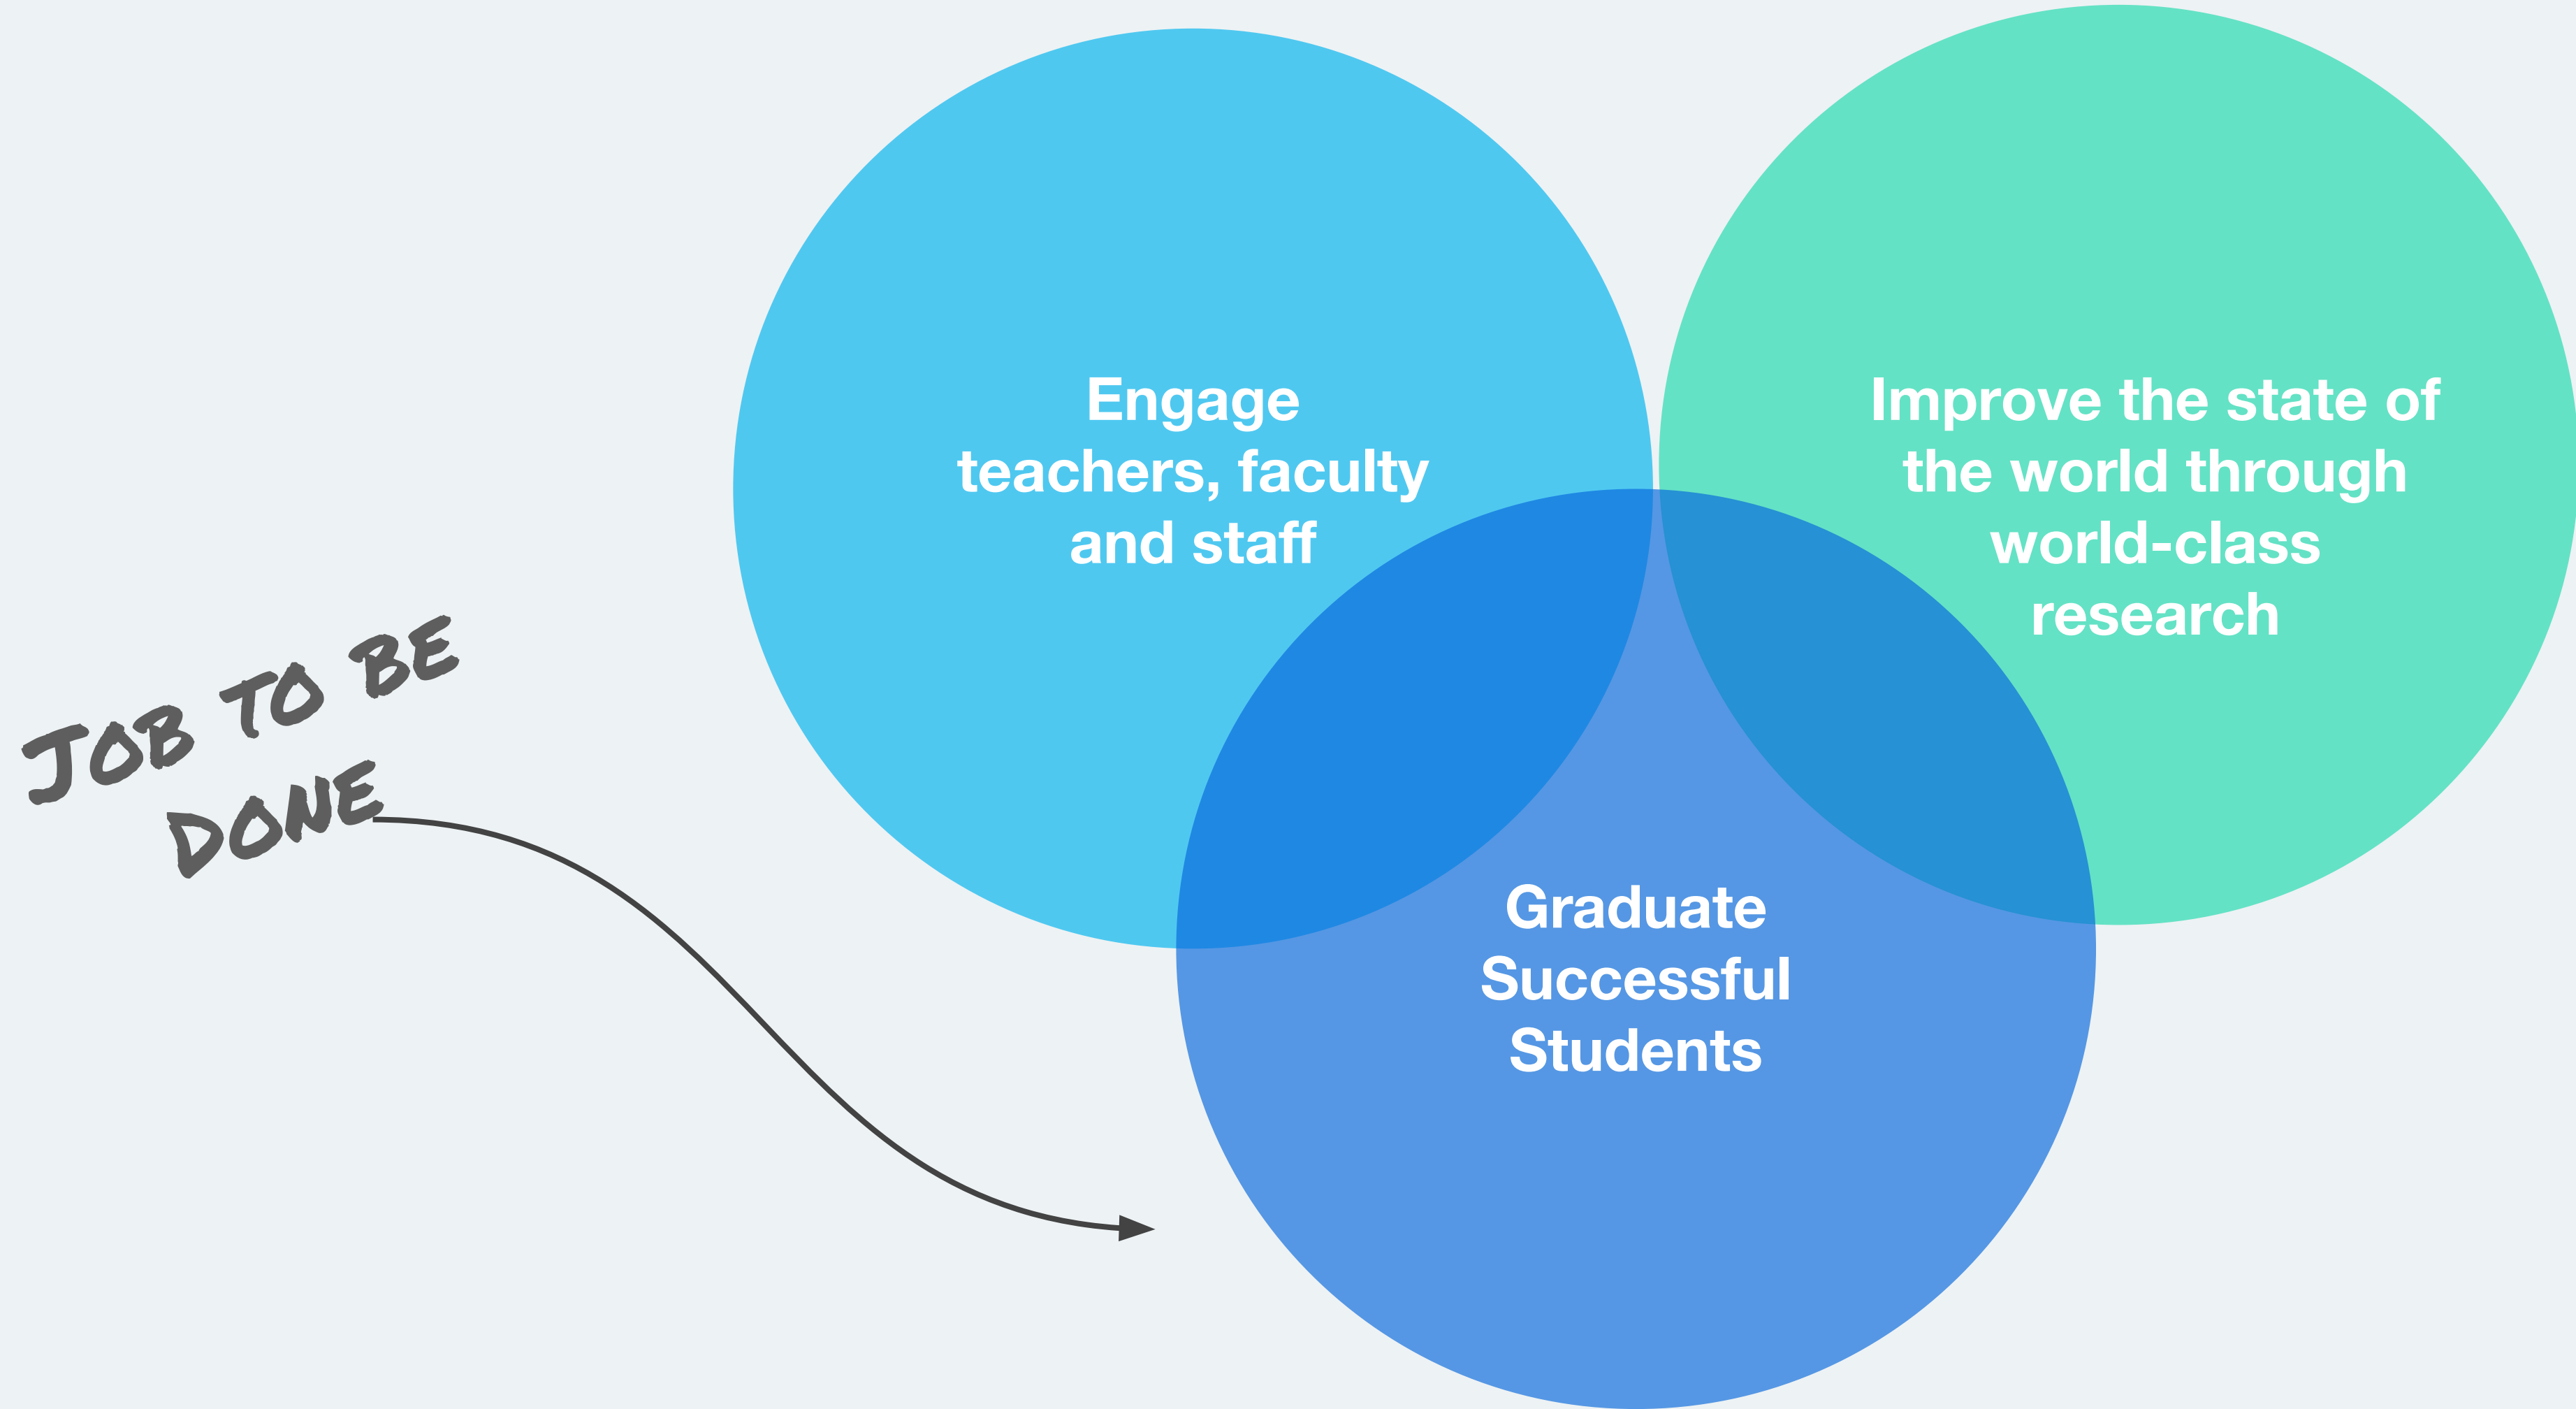 Engage
teachers, faculty
and staff
Improve the state of
the world through
world-class
research
JOB TO BE
DONE
Graduate
Successful
Students